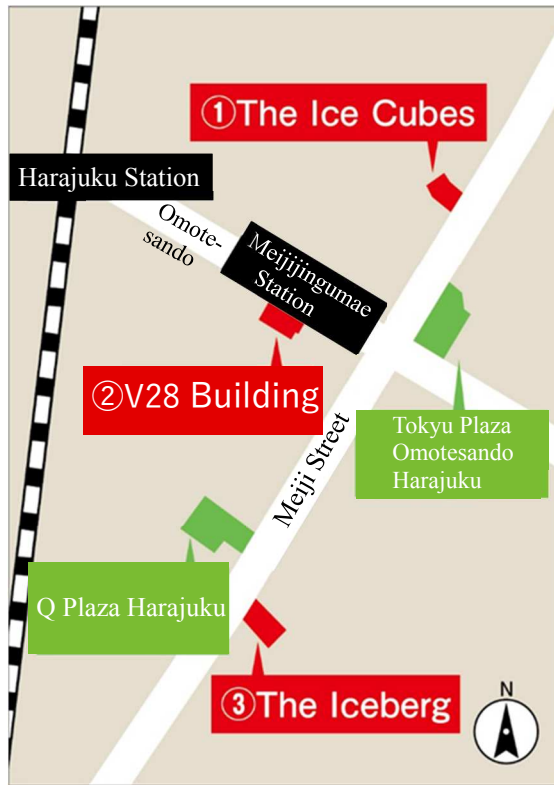 ①The Ice Cubes
Harajuku Station
Omote-
sando
Meijijingumae
Station
②V28 Building
Tokyu Plaza
Omotesando
Harajuku
Meiji Street
Q Plaza Harajuku
③The Iceberg
N